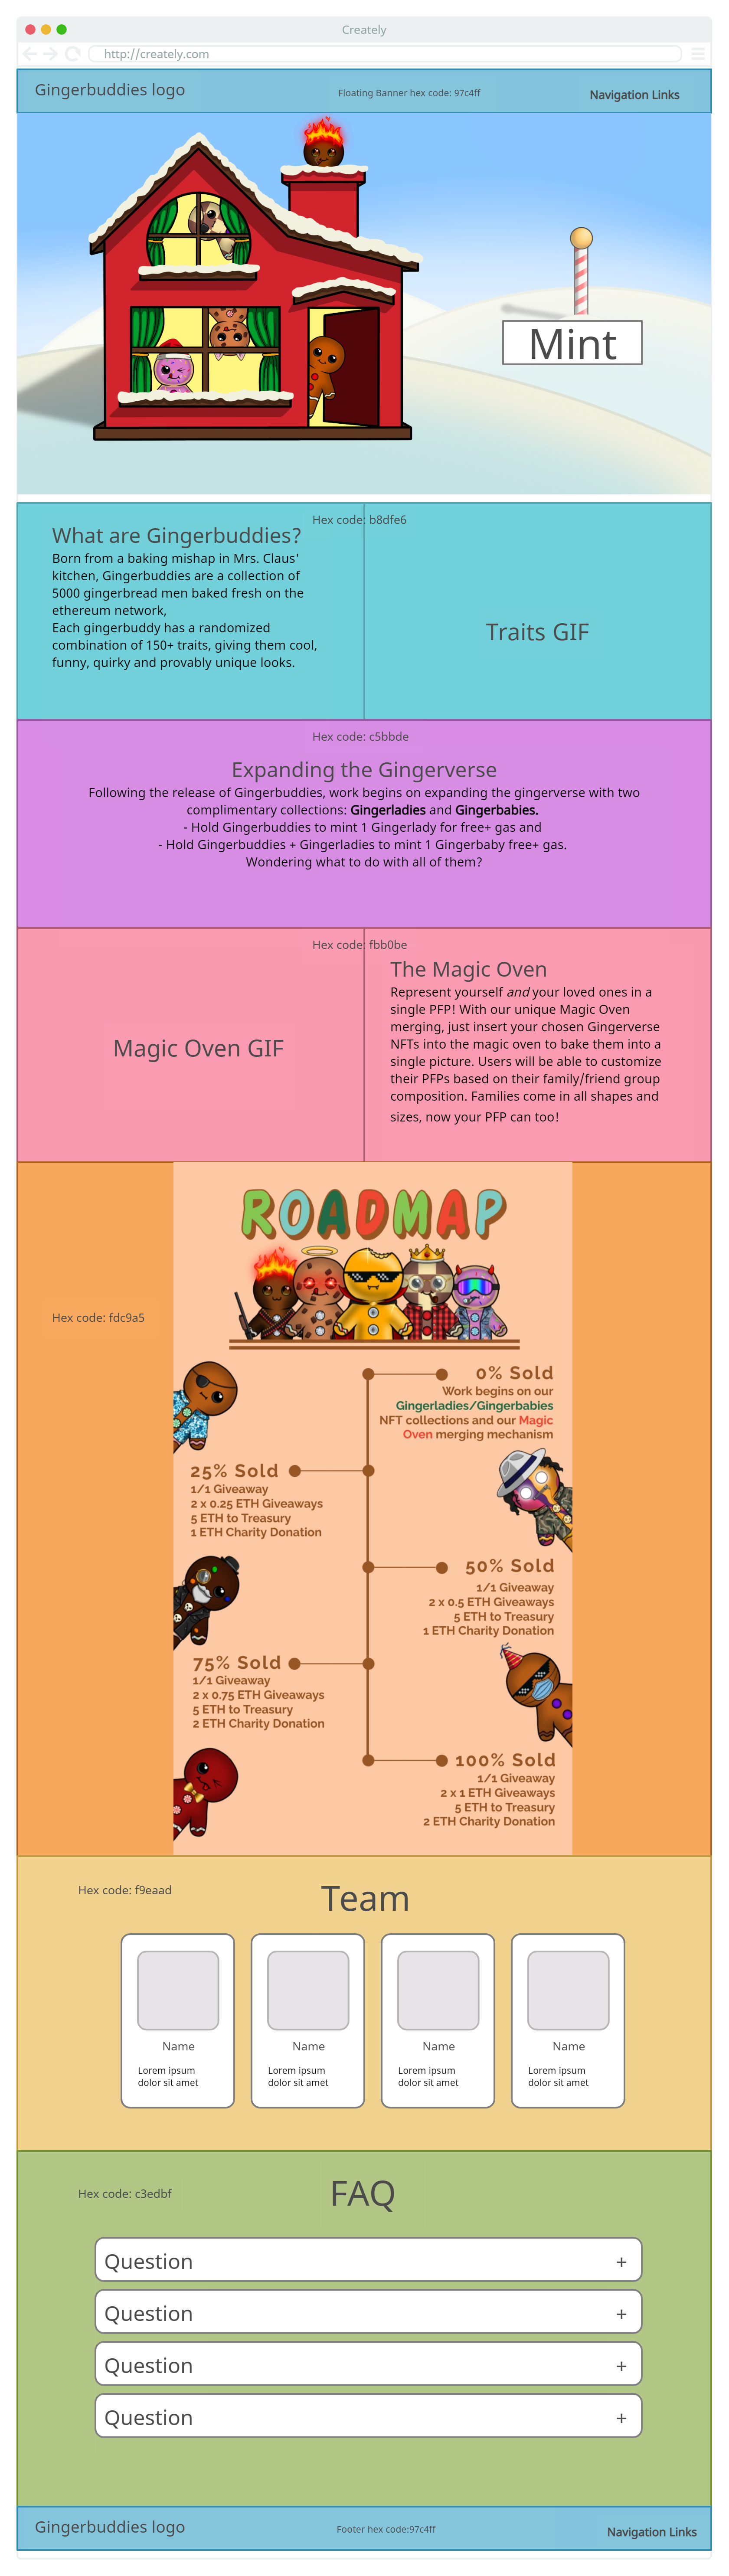 Creately
http://creately.com
Gingerbuddies logo
Floating Banner hex code: 97c4ff
Navigation Links
Mint
Hex code: b8dfe6
What are Gingerbuddies?
Born from a baking mishap in Mrs. Claus'
kitchen, Gingerbuddies are a collection of
5000 gingerbread men baked fresh on the
ethereum network,
Each gingerbuddy has a randomized
combination of 150+ traits, giving them cool,
funny, quirky and provably unique looks.
Traits GIF
Hex code: c5bbde
Expanding the Gingerverse
Following the release of Gingerbuddies, work begins on expanding the gingerverse with two
complimentary collections: Gingerladies and Gingerbabies.
- Hold Gingerbuddies to mint 1 Gingerlady for free+ gas and
- Hold Gingerbuddies + Gingerladies to mint 1 Gingerbaby free+ gas.
Wondering what to do with all of them?
Hex code: fbb0be
Magic Oven GIF
The Magic Oven
Represent yourself and your loved ones in a
single PFP! With our unique Magic Oven
merging, just insert your chosen Gingerverse
NFTs into the magic oven to bake them into a
single picture. Users will be able to customize
their PFPs based on their family/friend group
composition. Families come in all shapes and
sizes, now your PFP can too!
Hex code: fdc9a5
ROADMAP
0% Sold
Work begins on our
Gingerladies/Gingerbabies
NFT collections and our Magic
Oven merging mechanism
25% Sold
1/1 Giveaway
2 x 0.25 ETH Giveaways
5 ETH to Treasury
1 ETH Charity Donation
50% Sold
1/1 Giveaway
2 x 0.5 ETH Giveaways
5 ETH to Treasury
1 ETH Charity Donation
75% Sold
1/1 Giveaway
2 x 0.75 ETH Giveaways
5 ETH to Treasury
2 ETH Charity Donation
100% Sold
1/1 Giveaway
2 x 1 ETH Giveaways
5 ETH to Treasury
2 ETH Charity Donation
Hex code: f9eaad
Team
Name
Lorem ipsum
dolor sit amet
Name
Lorem ipsum
dolor sit amet
Name
Lorem ipsum
dolor sit amet
Name
Lorem ipsum
dolor sit amet
Hex code: c3edbf
FAQ
Question +
Question +
Question +
Question +
Gingerbuddies logo
Footer hex code:97c4ff
Navigation Links